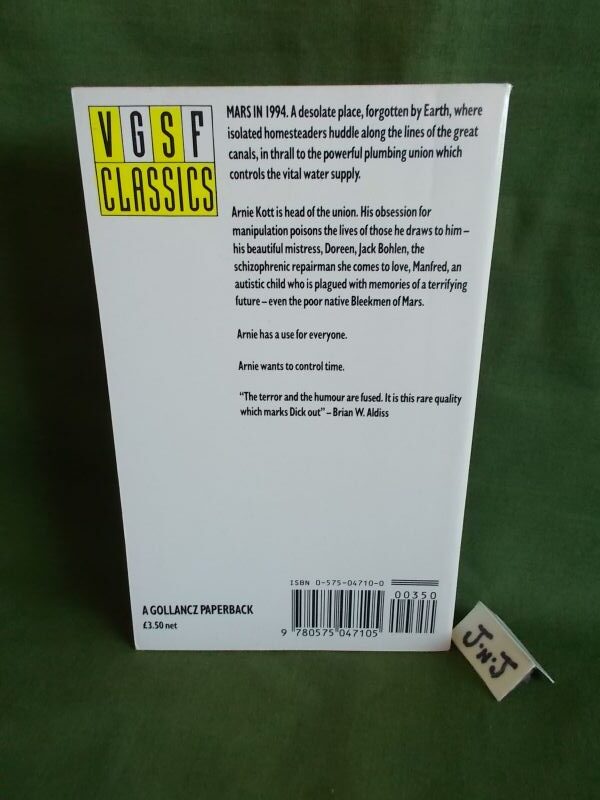 VGSF
CLASSICS
MARS IN 1994. A desolate place, forgotten by Earth, where
isolated homesteaders huddle along the lines of the great
canals, in thrall to the powerful plumbing union which
controls the vital water supply.
Arnie Kott is head of the union. His obsession for
manipulation poisons the lives of those he draws to him –
his beautiful mistress, Doreen, Jack Bohlen, the
schizophrenic repairman she comes to love, Manfred, an
autistic child who is plagued with memories of a terrifying
future – even the poor native Bleekmen of Mars.
Arnie has a use for everyone.
Arnie wants to control time.
"The terror and the humour are fused. It is this rare quality
which marks Dick out" – Brian W. Aldiss
ISBN 0-575-04710-0
00350
A GOLLANCZ PAPERBACK
£3.50 net
9 780575 047105
J·N·J